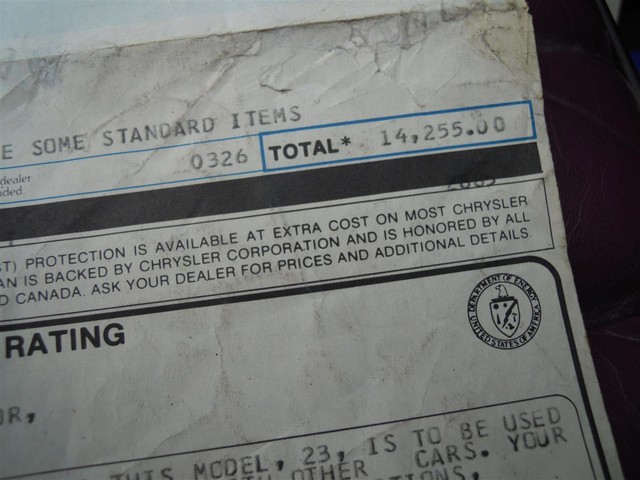 E SOME STANDARD ITEMS
dealer
ded.
0326 TOTAL* 14,255.00
ST) PROTECTION IS AVAILABLE AT EXTRA COST ON MOST CHRYSLER
AN IS BACKED BY CHRYSLER CORPORATION AND IS HONORED BY ALL
D CANADA. ASK YOUR DEALER FOR PRICES AND ADDITIONAL DETAILS
DEPARTMENT OF ENERGY
UNITED STATES OF AMERICA
RATING
OR,
THIS MODEL, 23, IS TO BE USED
OTHER CARS. YOUR